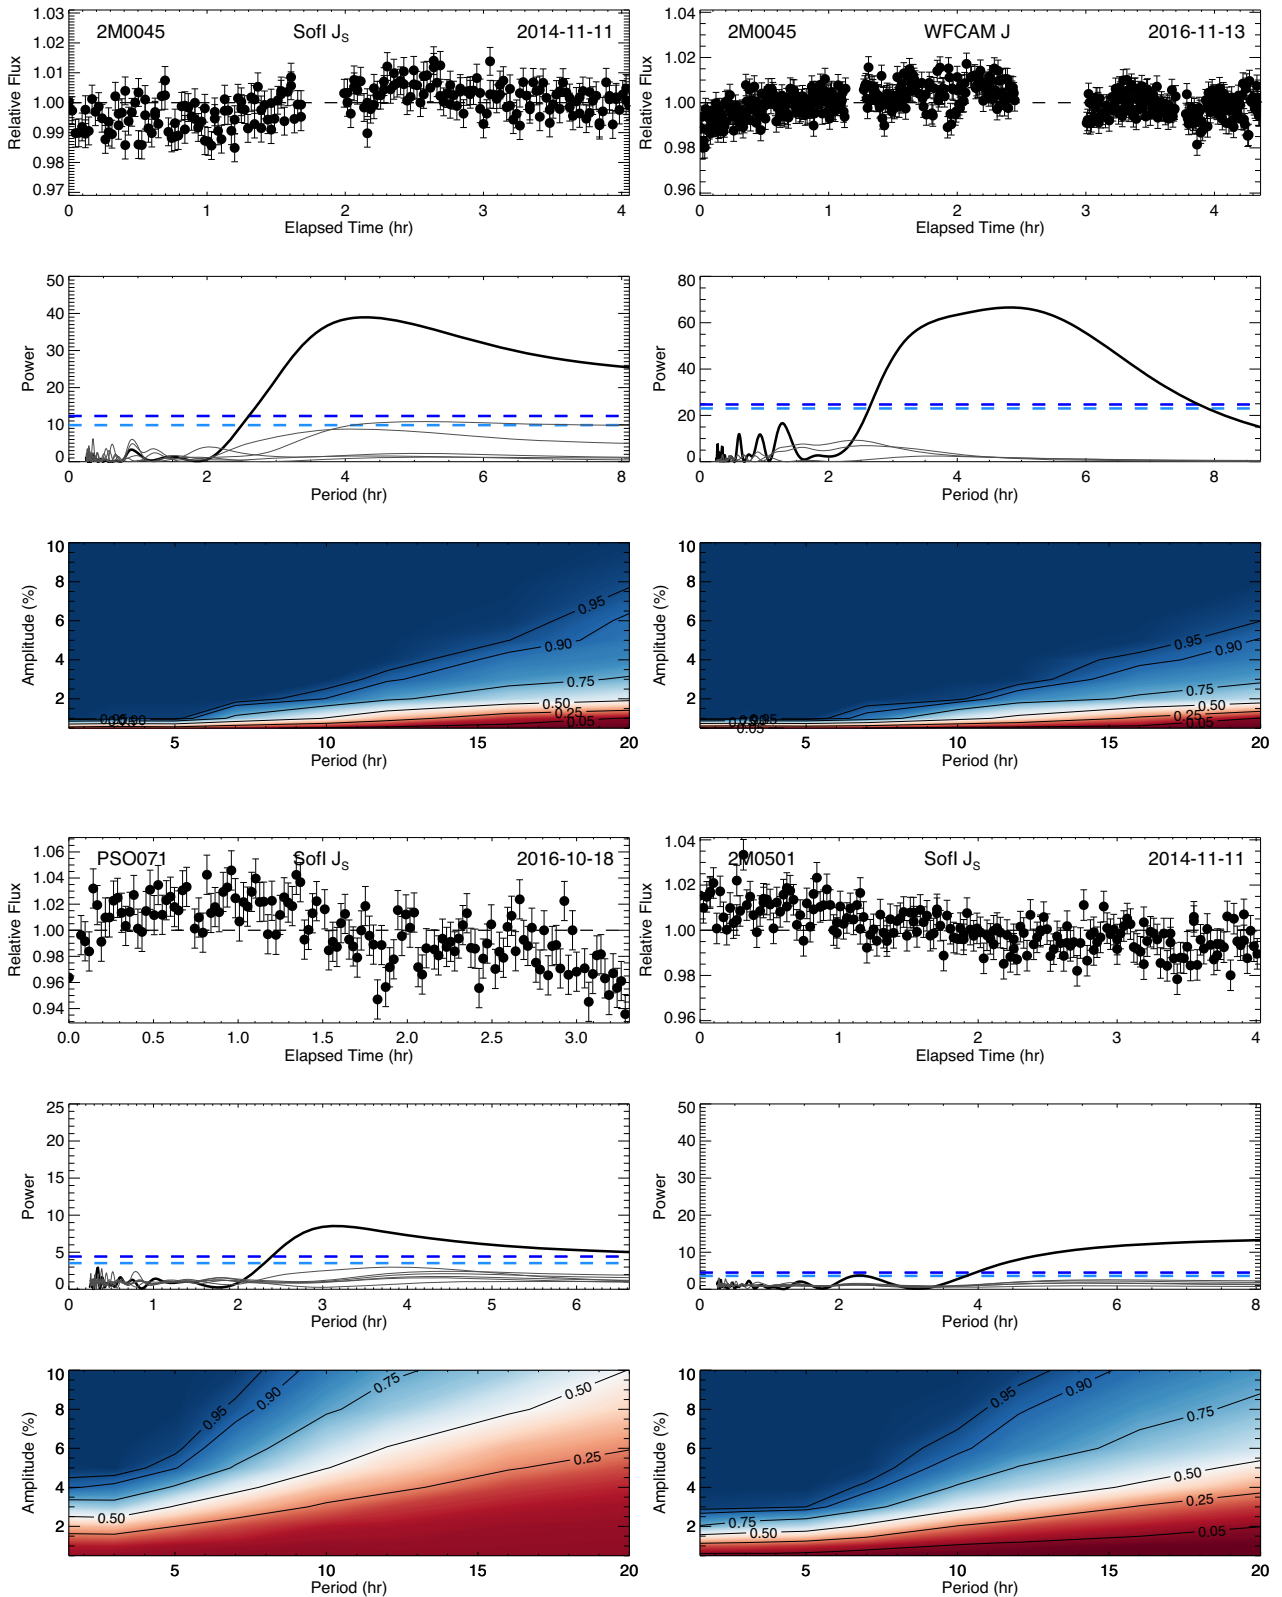 2M0045 SofI J_S 2014-11-11
Relative Flux
1.03
1.02
1.01
1.00
0.99
0.98
0.97
0 1 2 3 4
Elapsed Time (hr)
2M0045 WFCAM J 2016-11-13
Relative Flux
1.04
1.02
1.00
0.98
0.96
0 1 2 3 4
Elapsed Time (hr)
Power
50
40
30
20
10
0
0 2 4 6 8
Period (hr)
Power
80
60
40
20
0
0 2 4 6 8
Period (hr)
Amplitude (%)
10
8
6
4
2
0.95
0.90
0.75
0.50
0.25
0.05
5 10 15 20
Period (hr)
Amplitude (%)
10
8
6
4
2
0.95
0.90
0.75
0.50
0.25
0.05
0.05
5 10 15 20
Period (hr)
PSO071 SofI J_S 2016-10-18
Relative Flux
1.06
1.04
1.02
1.00
0.98
0.96
0.94
0.0 0.5 1.0 1.5 2.0 2.5 3.0
Elapsed Time (hr)
2M0501 SofI J_S 2014-11-11
Relative Flux
1.04
1.02
1.00
0.98
0.96
0 1 2 3 4
Elapsed Time (hr)
Power
25
20
15
10
5
0
0 1 2 3 4 5 6
Period (hr)
Power
50
40
30
20
10
0
0 2 4 6 8
Period (hr)
Amplitude (%)
10
8
6
4
2
0.95
0.90
0.75
0.50
0.50
0.25
5 10 15 20
Period (hr)
Amplitude (%)
10
8
6
4
2
0.95
0.90
0.75
0.75
0.50
0.50
0.25
0.05
5 10 15 20
Period (hr)